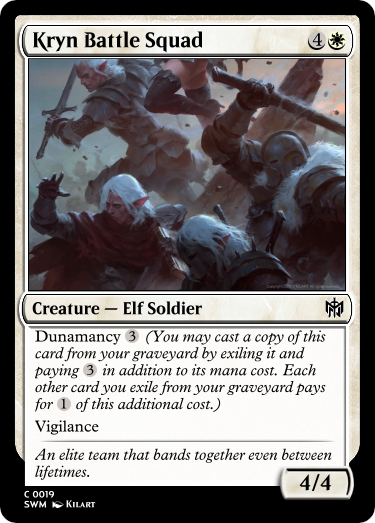 Kryn Battle Squad 4
Creature — Elf Soldier
Dunamancy 3 (You may cast a copy of this
card from your graveyard by exiling it and
paying 3 in addition to its mana cost. Each
other card you exile from your graveyard pays
for 1 of this additional cost.)
Vigilance
An elite team that bands together even between
lifetimes.
4/4
C 0019
SWM KILART